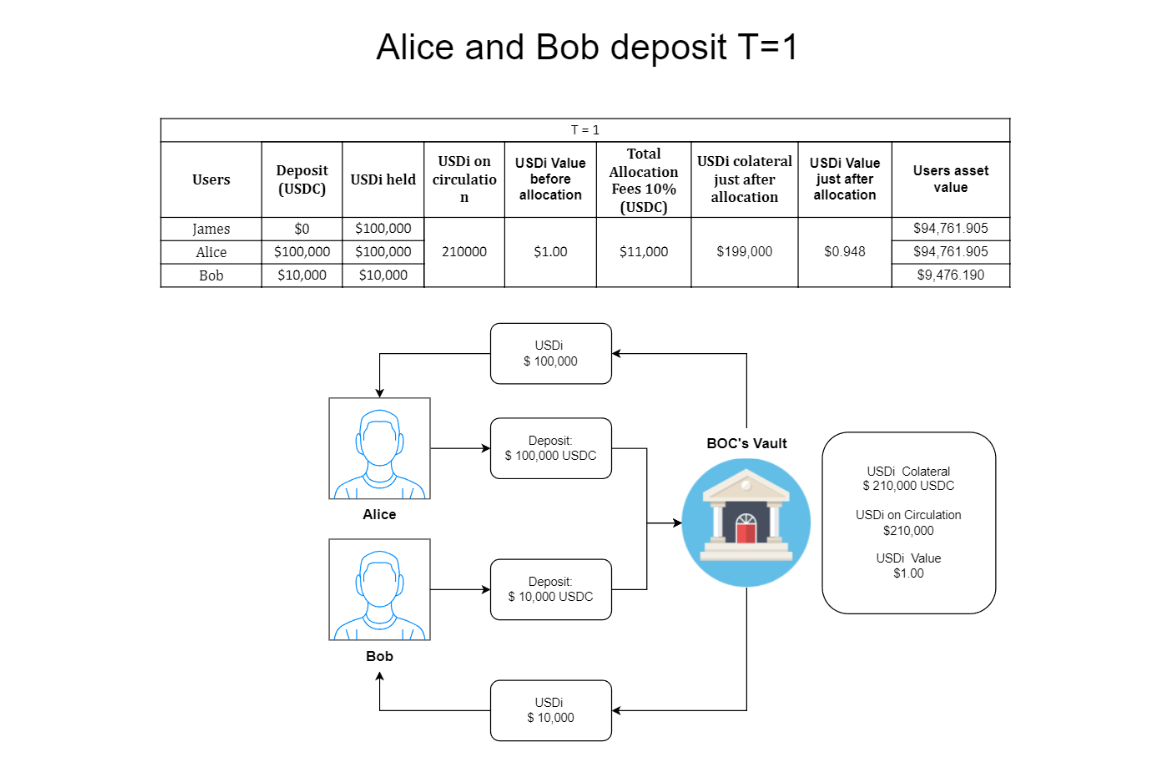 Alice and Bob deposit T=1
T = 1
Users
Deposit
(USDC)
USDi held
USDi on
circulatio
n
USDi Value
before
allocation
Total
Allocation
Fees 10%
(USDC)
USDi colateral
just after
allocation
USDi Value
just after
allocation
Users asset
value
James
$0
$100,000
210000
$1.00
$11,000
$199,000
$0.948
$94,761.905
Alice
$100,000
$100,000
$94,761.905
Bob
$10,000
$10,000
$9,476.190
USDi
$ 100,000
Deposit:
$ 100,000 USDC
Alice
Deposit:
$ 10,000 USDC
Bob
USDi
$ 10,000
BOC's Vault
USDi Colateral
$ 210,000 USDC
USDi on Circulation
$210,000
USDi Value
$1.00